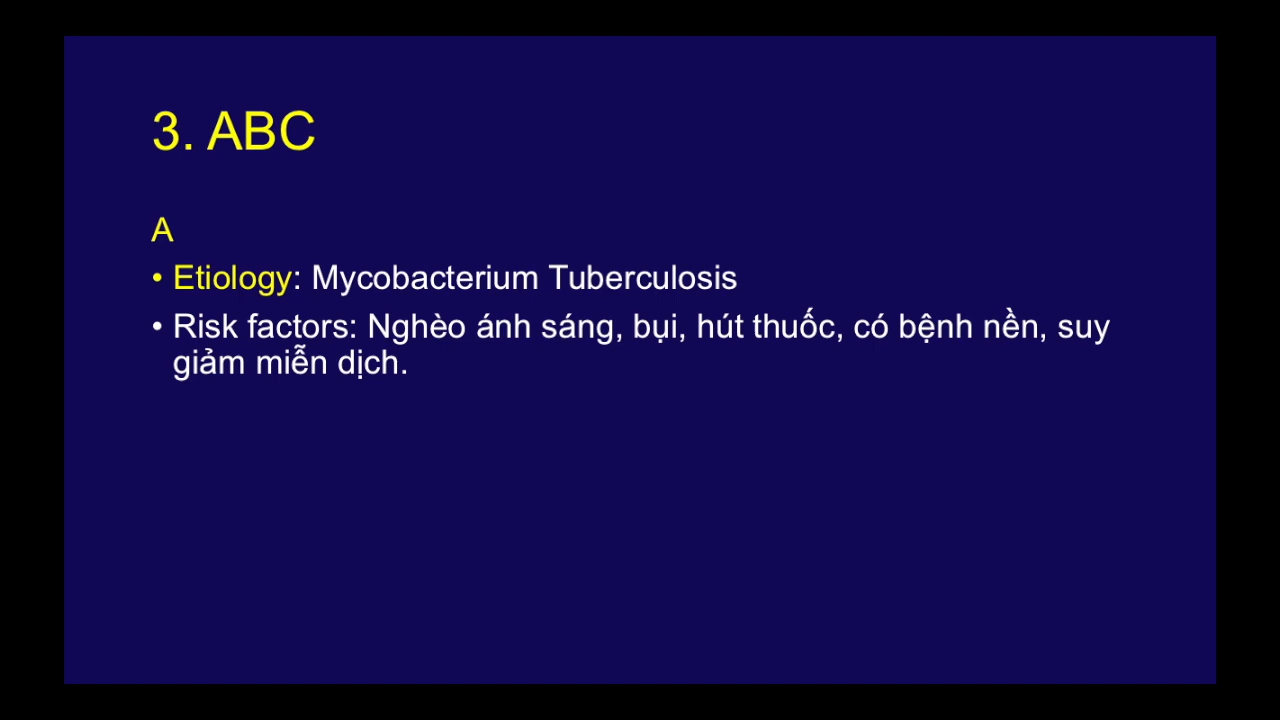 3. ABC
A
• Etiology: Mycobacterium Tuberculosis
• Risk factors: Nghèo ánh sáng, bụi, hút thuốc, có bệnh nền, suy
giảm miễn dịch.